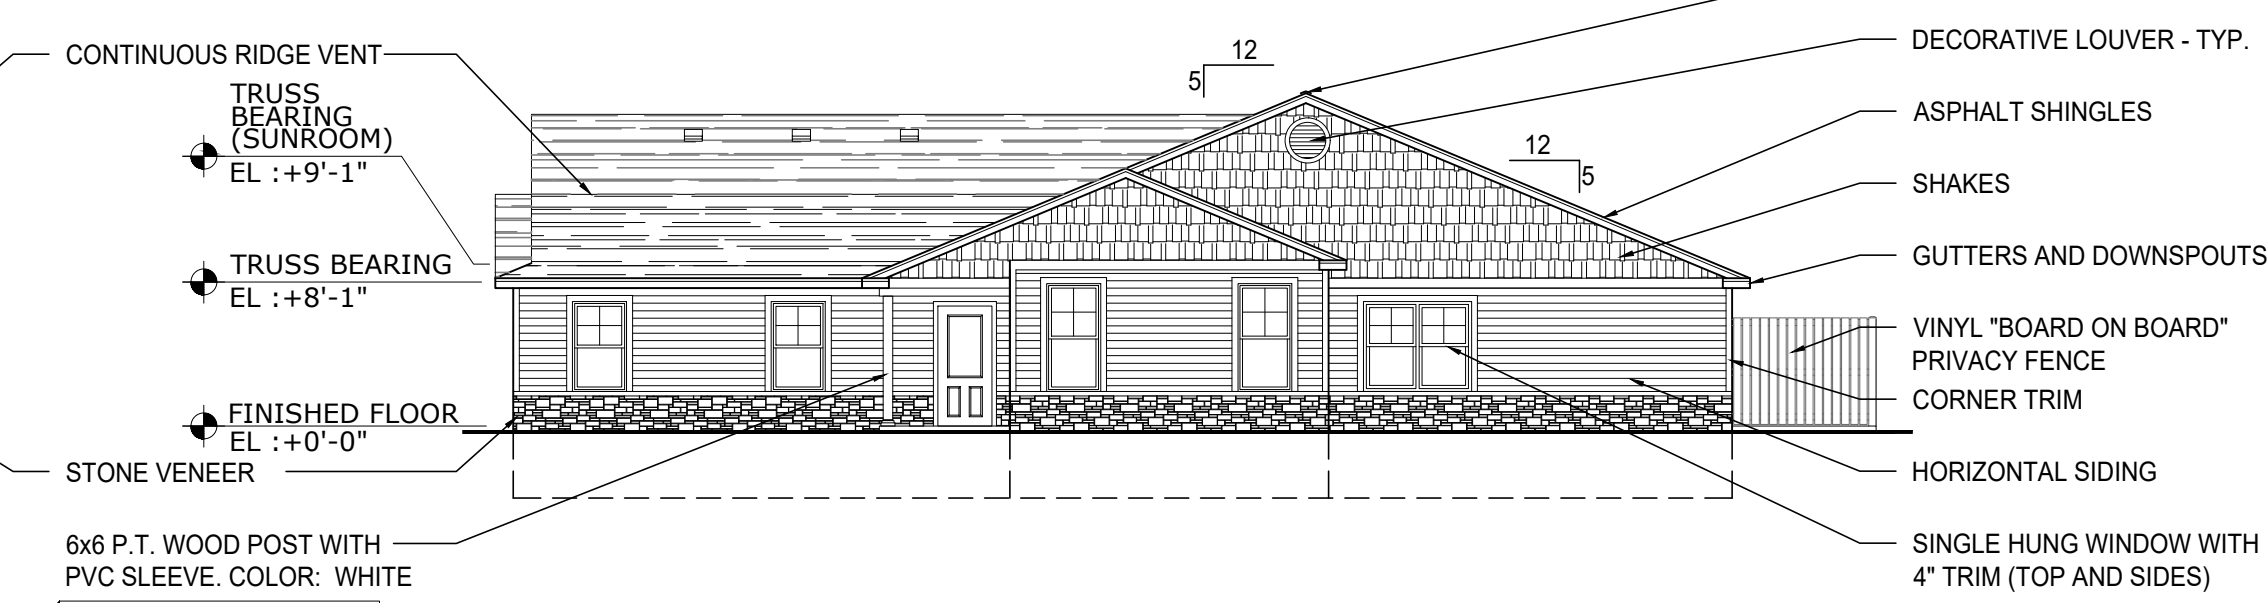 CONTINUOUS RIDGE VENT
TRUSS
BEARING
(SUNROOM)
EL :+9'-1"
TRUSS BEARING
EL :+8'-1"
FINISHED FLOOR
EL :+0'-0"
STONE VENEER
6x6 P.T. WOOD POST WITH
PVC SLEEVE. COLOR: WHITE
12
5
12
5
DECORATIVE LOUVER - TYP.
ASPHALT SHINGLES
SHAKES
GUTTERS AND DOWNSPOUTS
VINYL "BOARD ON BOARD"
PRIVACY FENCE
CORNER TRIM
HORIZONTAL SIDING
SINGLE HUNG WINDOW WITH
4" TRIM (TOP AND SIDES)